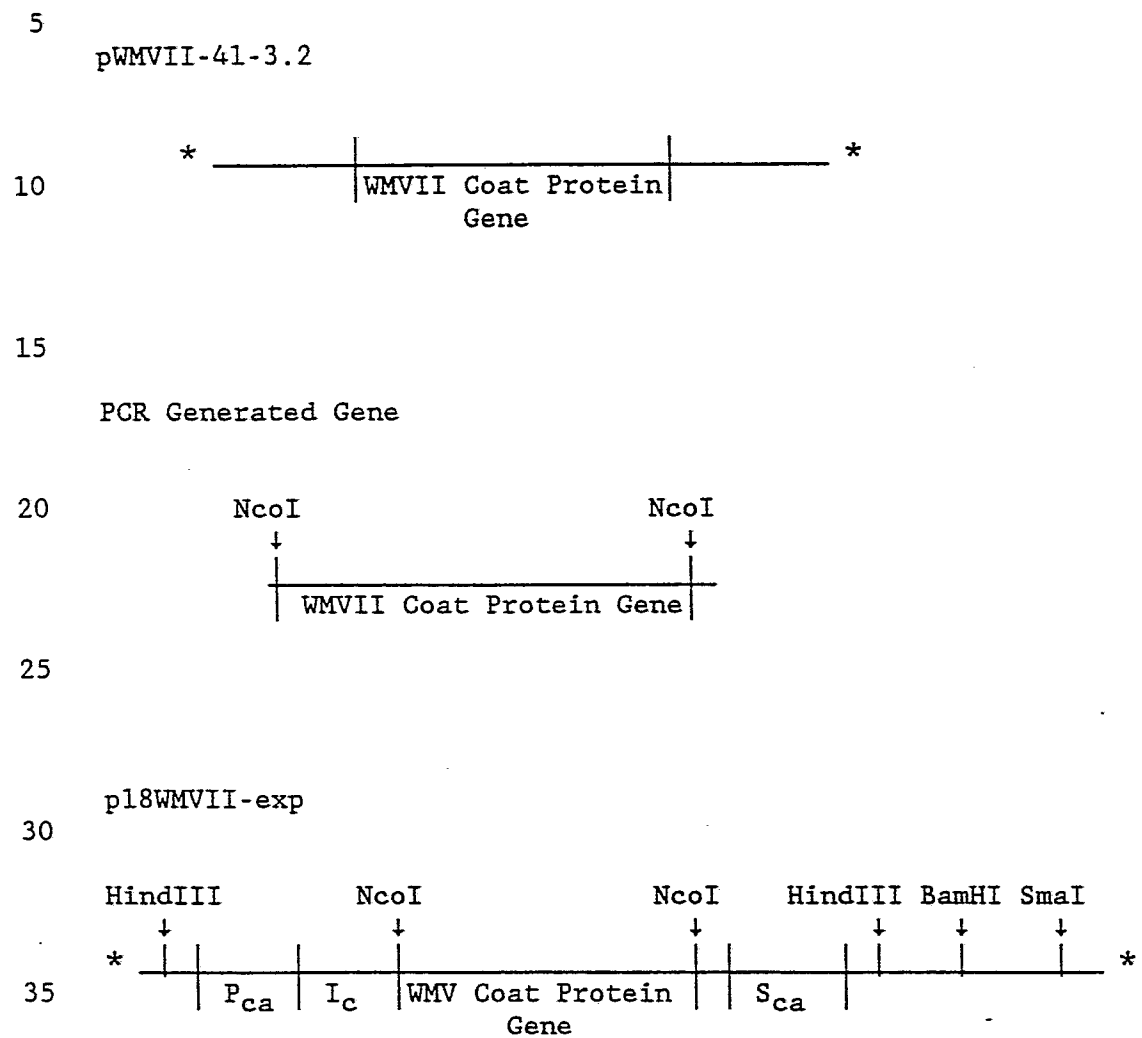 5
pWMVII-41-3.2
* *
10 WMVII Coat Protein
Gene
15
PCR Generated Gene
20 NcoI NcoI
↓ ↓
WMVII Coat Protein Gene
25
p18WMVII-exp
30
HindIII NcoI NcoI HindIII BamHI SmaI
↓ ↓ ↓ ↓ ↓ ↓
* *
35 Pca Ic WMV Coat Protein Sca
Gene